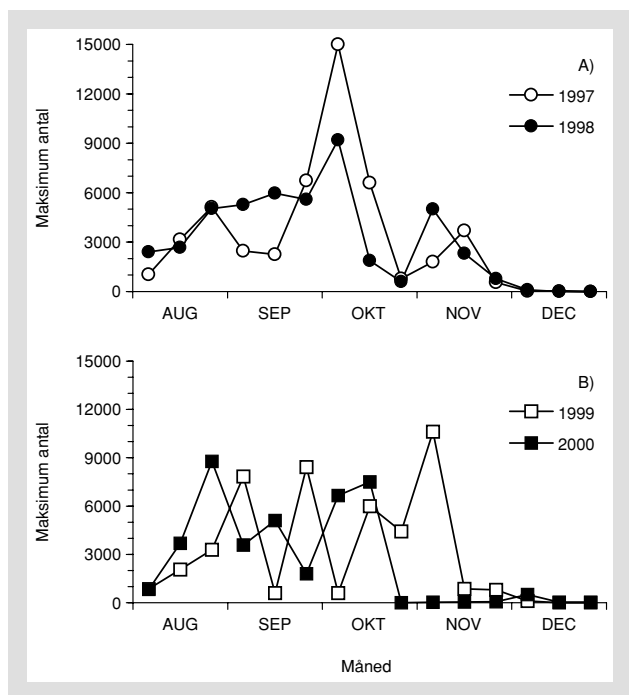 A)
1997
1998
Maksimum antal
15000
12000
9000
6000
3000
0
AUG SEP OKT NOV DEC
B)
1999
2000
Maksimum antal
15000
12000
9000
6000
3000
0
AUG SEP OKT NOV DEC
Måned